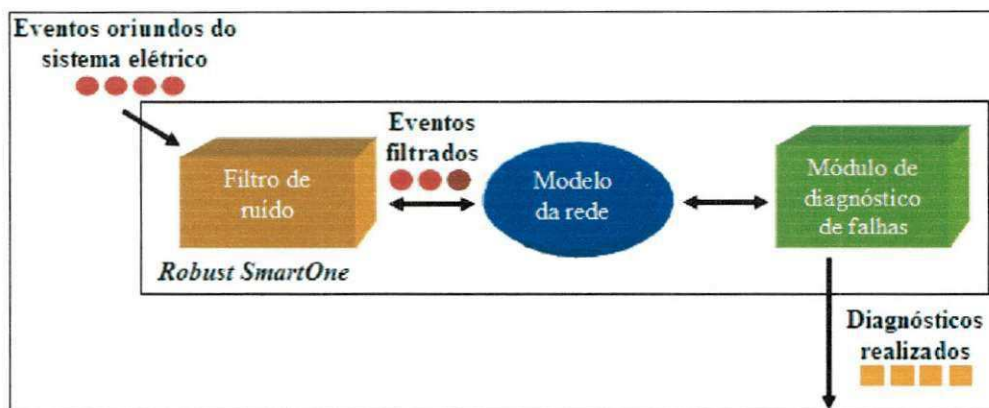 Eventos oriundos do
sistema elétrico
Filtro de
ruído
Eventos
filtrados
Modelo
da rede
Módulo de
diagnóstico
de falhas
Robust SmartOne
Diagnósticos
realizados